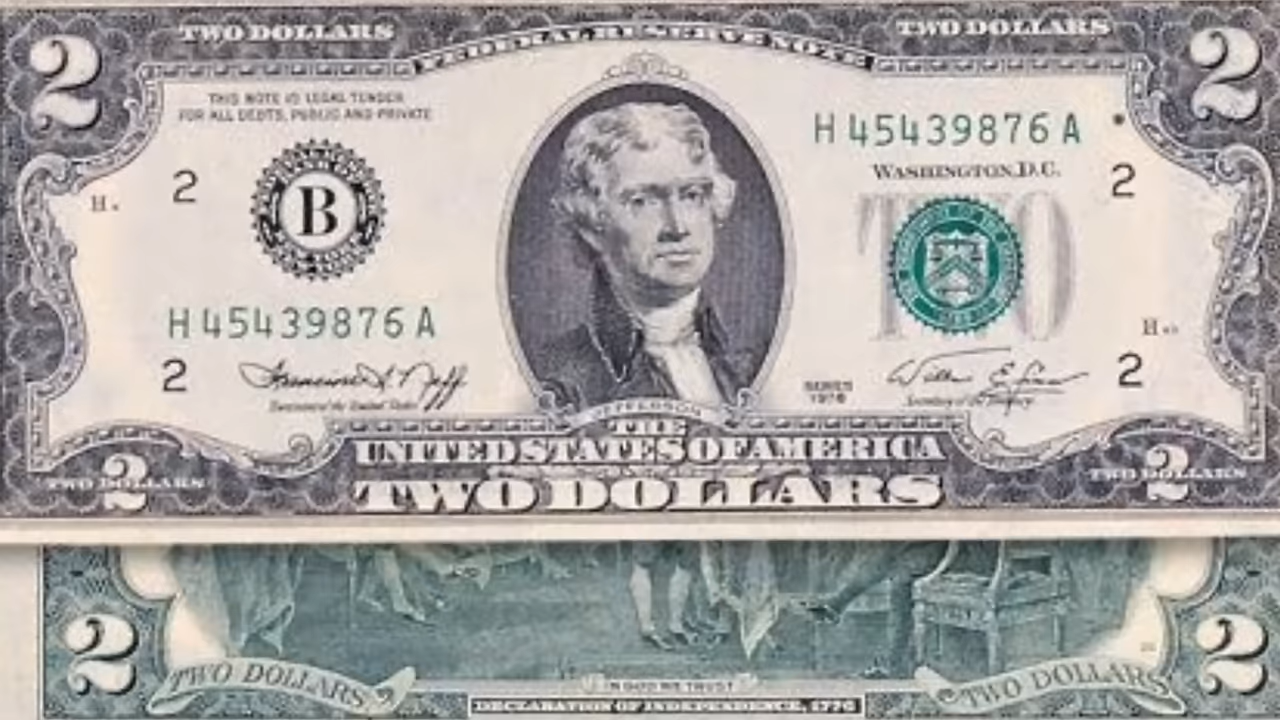 TWO DOLLARS
FEDERAL RESERVE NOTE
TWO DOLLARS
2
2
THIS NOTE IS LEGAL TENDER
FOR ALL DEBTS, PUBLIC AND PRIVATE
H 45439876 A
WASHINGTON, D.C.
2
B
2
H
TWO
H 45439876 A
H
2
2
SERIES
JEFFERSON
THE
UNITED STATES OF AMERICA
TWO DOLLARS
TWO DOLLARS
2
TWO DOLLARS
2
2
2
TWO DOLLARS
IN GOD WE TRUST
TWO DOLLARS
DECLARATION OF INDEPENDENCE, 1776